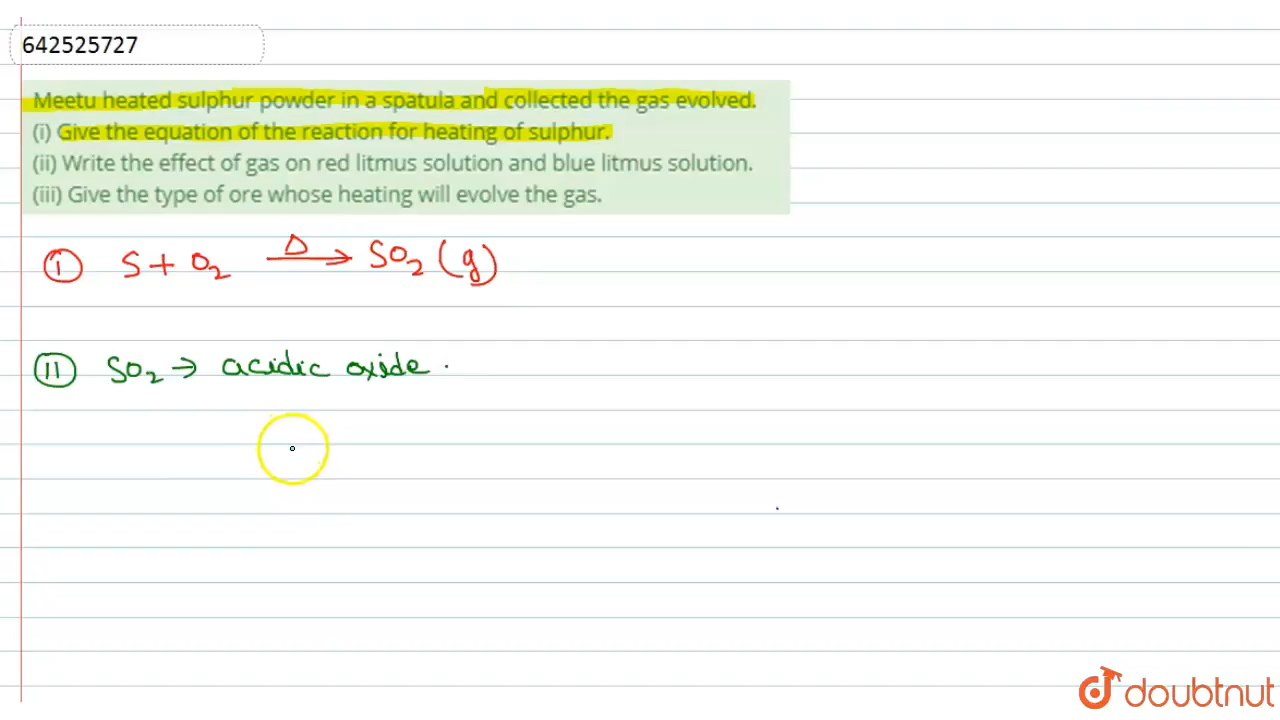 642525727
Meetu heated sulphur powder in a spatula and collected the gas evolved.
(i) Give the equation of the reaction for heating of sulphur.
(ii) Write the effect of gas on red litmus solution and blue litmus solution.
(iii) Give the type of ore whose heating will evolve the gas.
(i) S + O₂ —Δ→ SO₂ (g)
(II) SO₂ → acidic oxide.
doubtnut